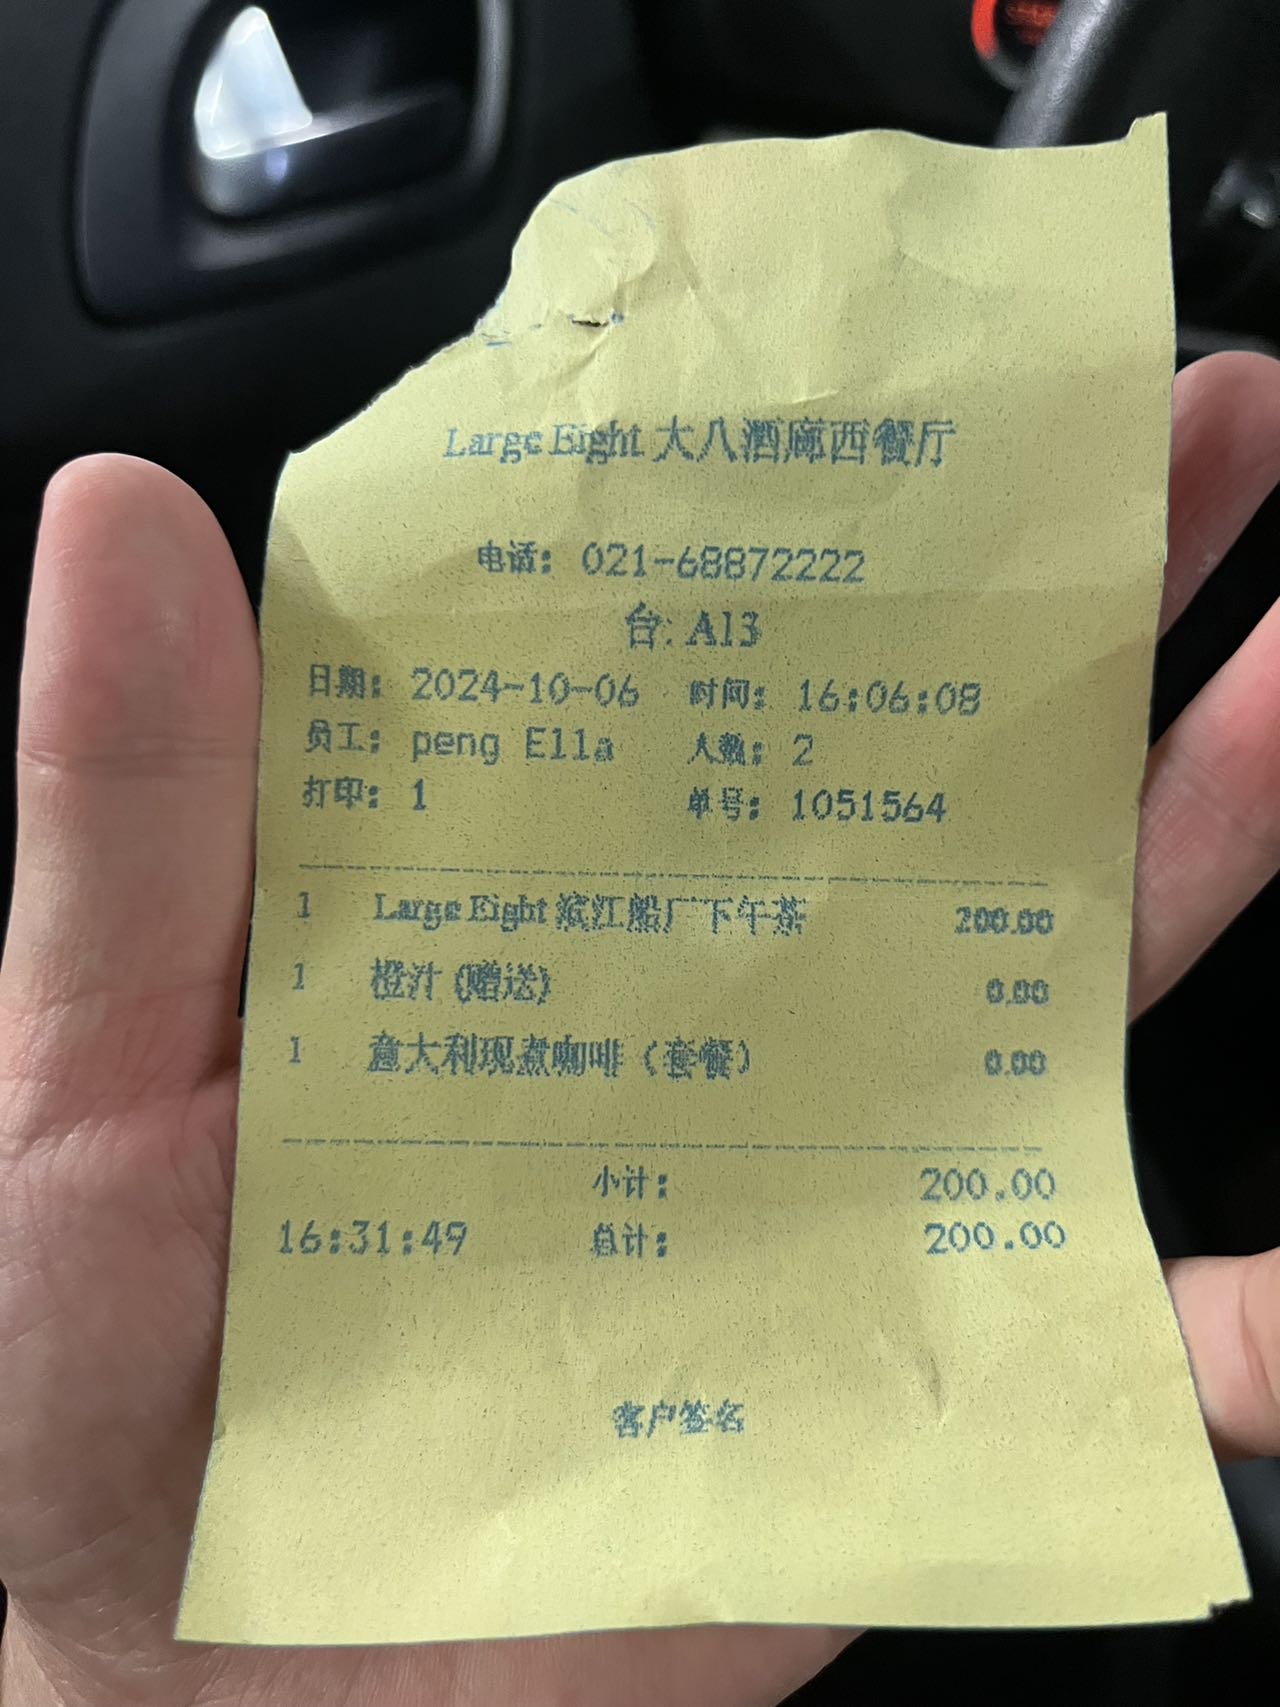 Large Eight 大八酒廊西餐厅
电话: 021-68872222
台: A13
日期: 2024-10-06 时间: 16:06:08
员工: peng Ella 人数: 2
打印: 1 单号: 1051564
1 Large Eight 滨江船厂下午茶 200.00
1 橙汁 (赠送) 0.00
1 意大利现煮咖啡 (套餐) 0.00
小计: 200.00
16:31:49 总计: 200.00
客户签名